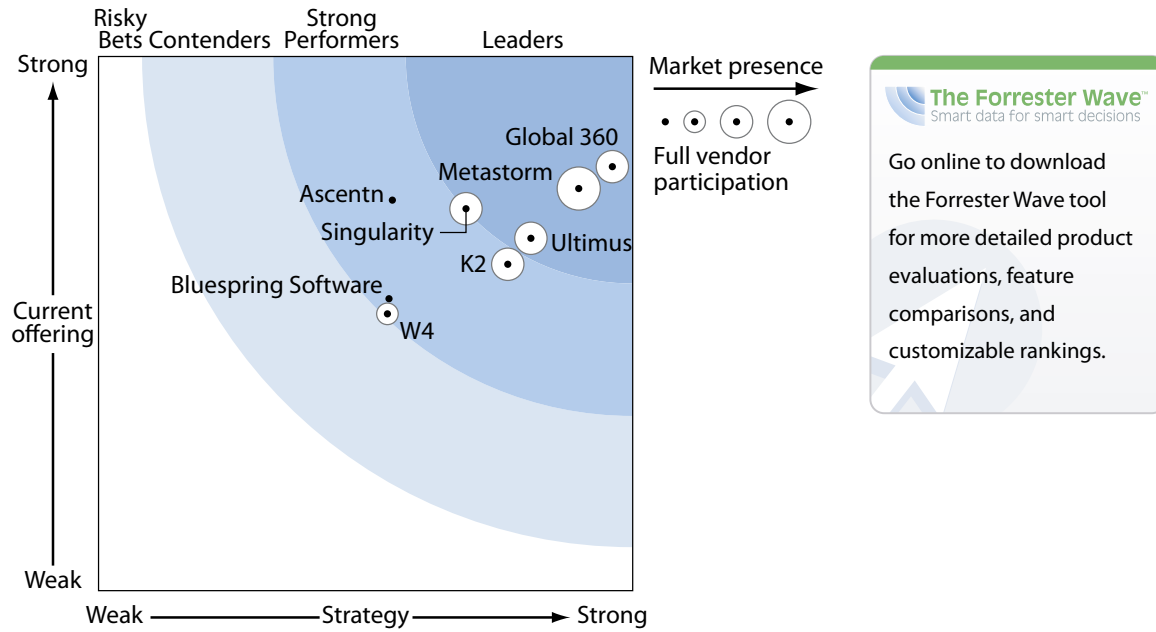 Risky
Bets
Contenders
Strong
Performers
Leaders
Strong
Current
offering
Weak
Global 360
Metastorm
Ascentn
Singularity
Ultimus
K2
Bluespring Software
W4
Weak
Strategy
Strong
Market presence
Full vendor
participation
The Forrester Wave™
Smart data for smart decisions
Go online to download
the Forrester Wave tool
for more detailed product
evaluations, feature
comparisons, and
customizable rankings.